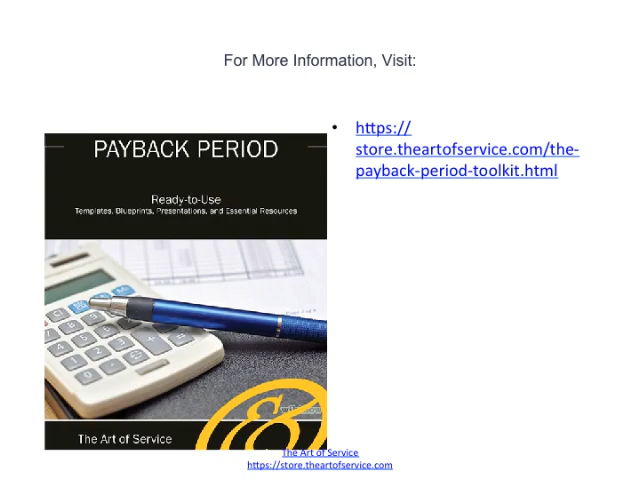 For More Information, Visit:
• https://
store.theartofservice.com/the-
payback-period-toolkit.html
PAYBACK PERIOD
Ready-to-Use
Templates, Blueprints, Presentations, and Essential Resources
The Art of Service
The Art of Service
https://store.theartofservice.com